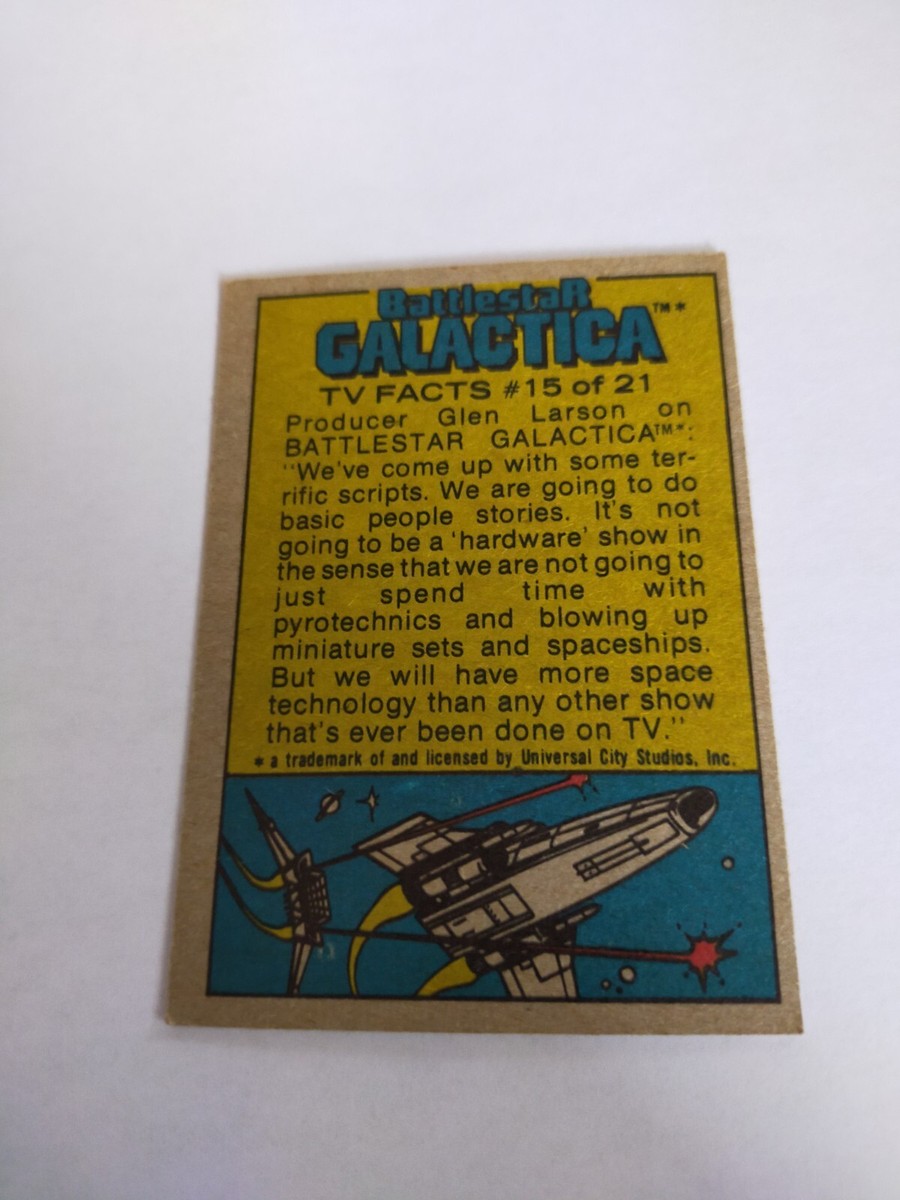 BattlestaR
GALACTICA™*
TV FACTS #15 of 21
Producer Glen Larson on
BATTLESTAR GALACTICA™*:
"We've come up with some ter-
rific scripts. We are going to do
basic people stories. It's not
going to be a 'hardware' show in
the sense that we are not going to
just spend time with
pyrotechnics and blowing up
miniature sets and spaceships.
But we will have more space
technology than any other show
that's ever been done on TV."
* a trademark of and licensed by Universal City Studios, Inc.